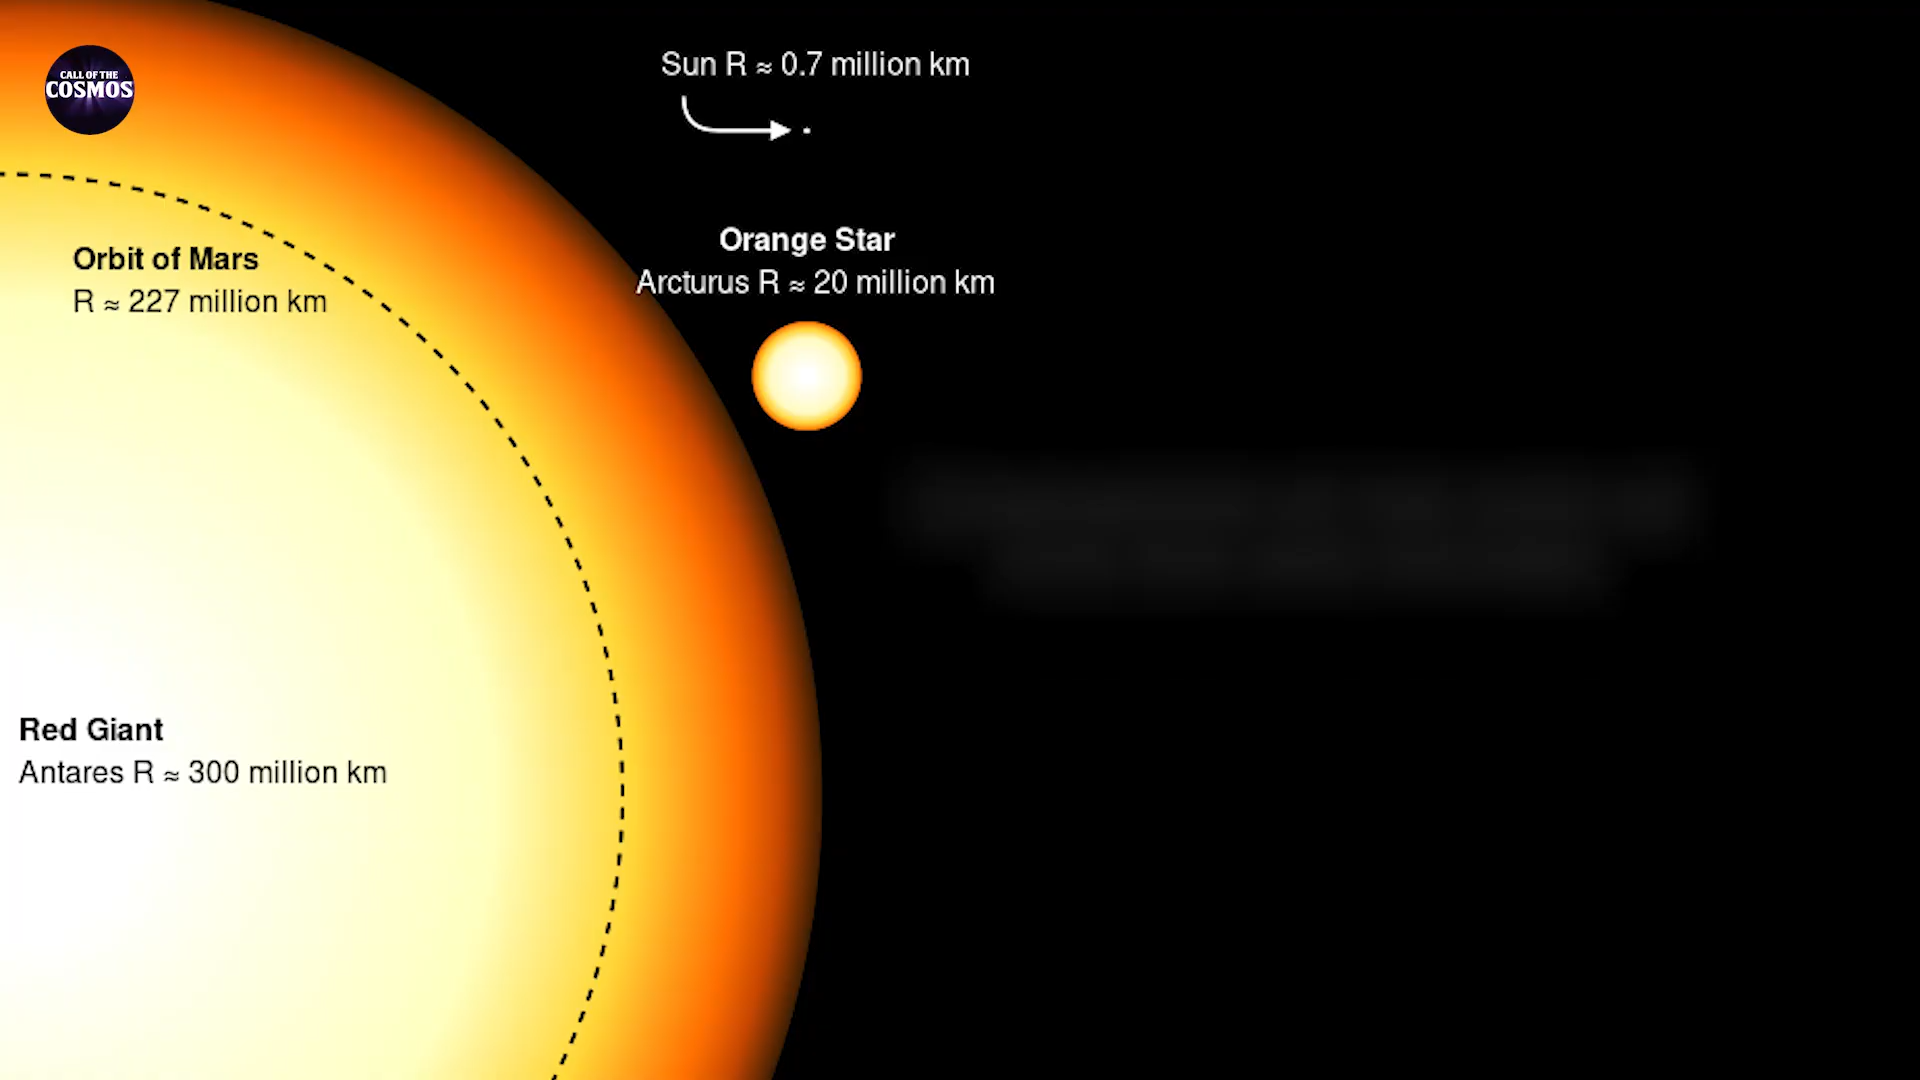 CALL OF THE
COSMOS
Sun R ≈ 0.7 million km
Orange Star
Arcturus R ≈ 20 million km
Orbit of Mars
R ≈ 227 million km
Red Giant
Antares R ≈ 300 million km